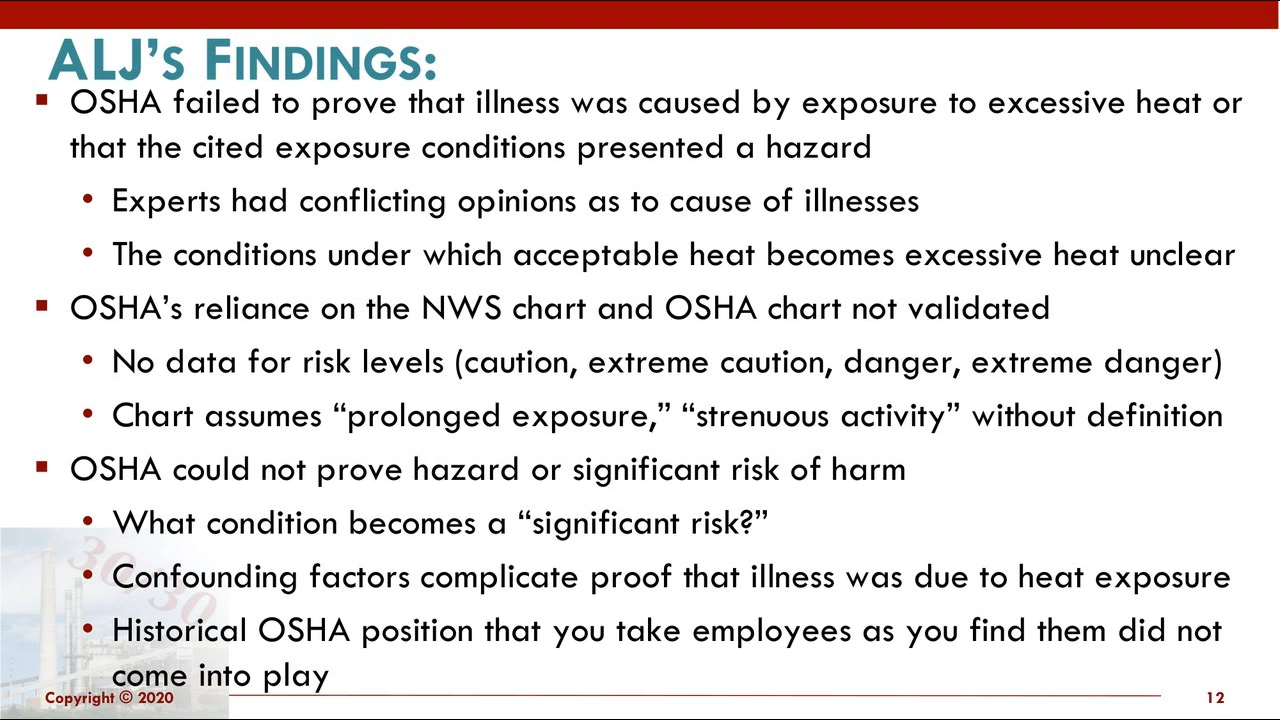 ALJ’s Findings:
▪ OSHA failed to prove that illness was caused by exposure to excessive heat or
that the cited exposure conditions presented a hazard
• Experts had conflicting opinions as to cause of illnesses
• The conditions under which acceptable heat becomes excessive heat unclear
▪ OSHA’s reliance on the NWS chart and OSHA chart not validated
• No data for risk levels (caution, extreme caution, danger, extreme danger)
• Chart assumes “prolonged exposure,” “strenuous activity” without definition
▪ OSHA could not prove hazard or significant risk of harm
• What condition becomes a “significant risk?”
• Confounding factors complicate proof that illness was due to heat exposure
• Historical OSHA position that you take employees as you find them did not
come into play
30/30
Copyright © 2020
12